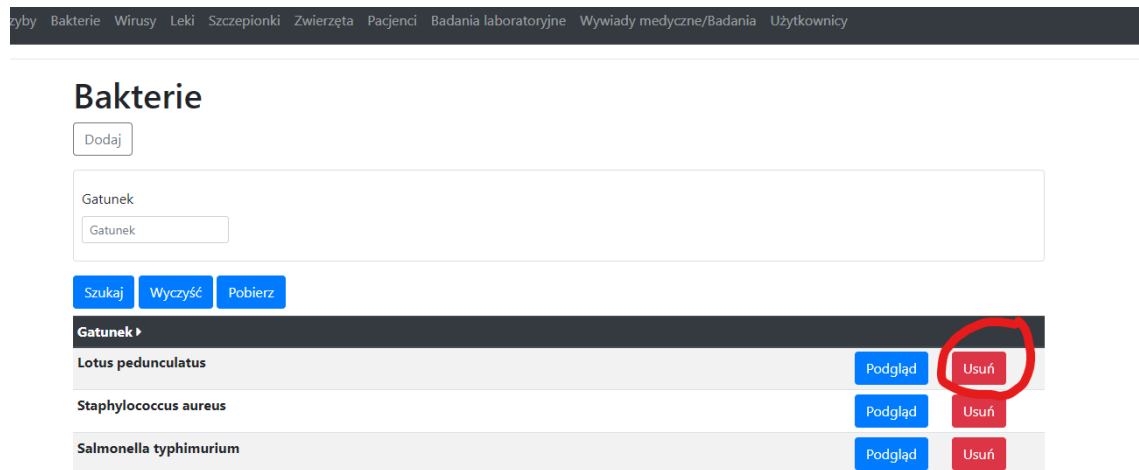 zyby Bakterie Wirusy Leki Szczepionki Zwierzęta Pacjenci Badania laboratoryjne Wywiady medyczne/Badania Użytkownicy
Bakterie
Dodaj
Gatunek
Gatunek
Szukaj Wyczyść Pobierz
Gatunek
Lotus pedunculatus Podgląd Usuń
Staphylococcus aureus Podgląd Usuń
Salmonella typhimurium Podgląd Usuń